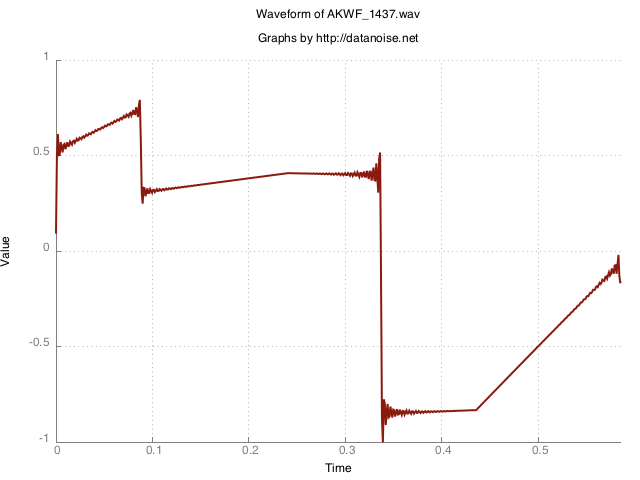 Waveform of AKWF_1437.wav
Graphs by http://datanoise.net
1
0.5
0
-0.5
-1
Value
0 0.1 0.2 0.3 0.4 0.5
Time